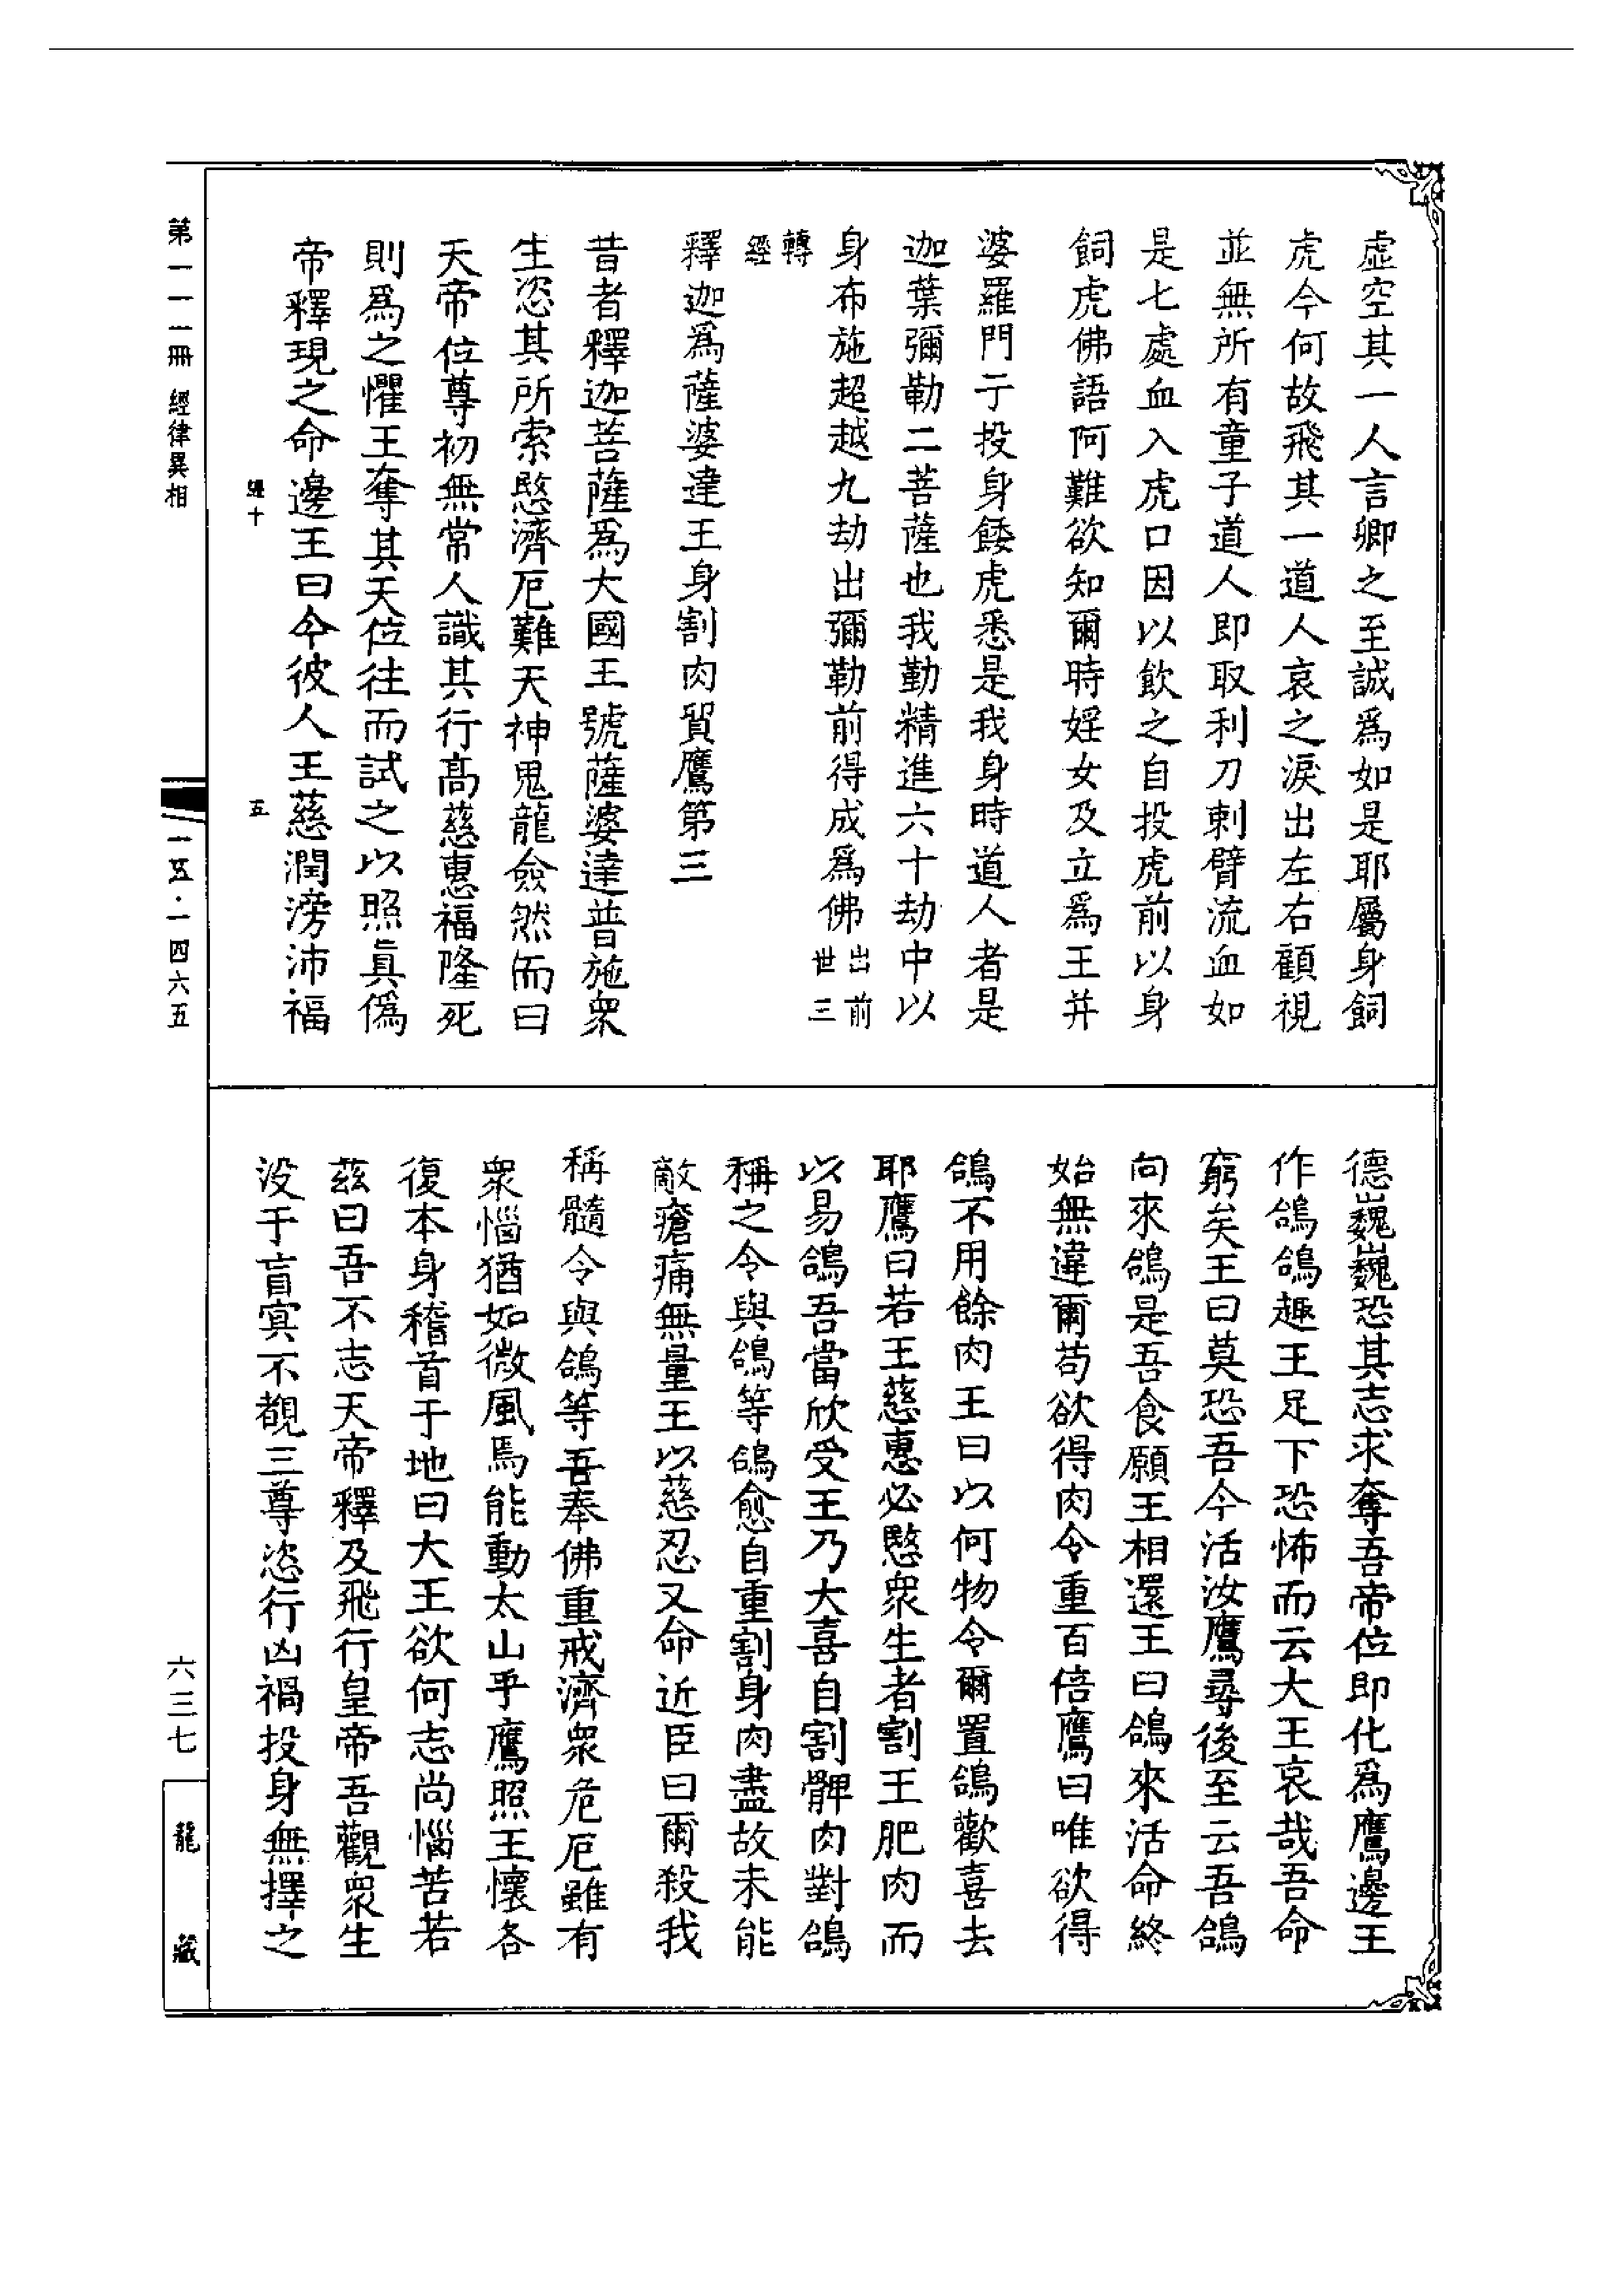 虛空其一人言卿之至誠爲如是耶屬身飼
虎今何故飛其一道人哀之淚出左右顧視
並無所有童子道人即取利刀刺臂流血如
是七處血入虎口因以飲之自投虎前以身
飼虎佛語阿難欲知爾時婬女及立爲王并
婆羅門子投身餧虎悉是我身時道人者是
迦葉彌勒二菩薩也我勤精進六十劫中以
身布施超越九劫出彌勒前得成爲佛出前世三
轉經
釋迦爲薩婆達王身割肉貿鷹第三
昔者釋迦菩薩爲大國王號薩婆達普施衆
生恣其所索愍濟厄難天神鬼龍僉然而曰
天帝位尊初無常人識其行高慈惠福隆死
則爲之懼王奪其天位往而試之以照真僞
帝釋現之命邊王曰今彼人王慈潤滂沛福
十
五
德巍巍恐其志求奪吾帝位即化爲鷹邊王
作鴿鴿趣王足下恐怖而云大王哀哉吾命
窮矣王曰莫恐吾今活汝鷹尋後至云吾鴿
向來鴿是吾食願王相還王曰鴿來活命終
始無違爾苟欲得肉令重百倍鷹曰唯欲得
鴿不用餘肉王曰以何物令爾置鴿歡喜去
耶鷹曰若王慈惠必愍衆生者割王肥肉而
以易鴿吾當欣受王乃大喜自割髀肉對鴿
稱之令與鴿等鴿愈自重割身肉盡故未能
敵瘡痛無量王以慈忍又命近臣曰爾殺我
稱髓令與鴿等吾奉佛重戒濟衆危厄雖有
衆惱猶如微風焉能動太山乎鷹照王懷各
復本身稽首于地曰大王欲何志尚惱苦若
茲曰吾不志天帝釋及飛行皇帝吾觀衆生
没于盲冥不覩三尊恣行凶禍投身無擇之
第一一一冊 經律異相
一五·一四六五
六三七
龍藏